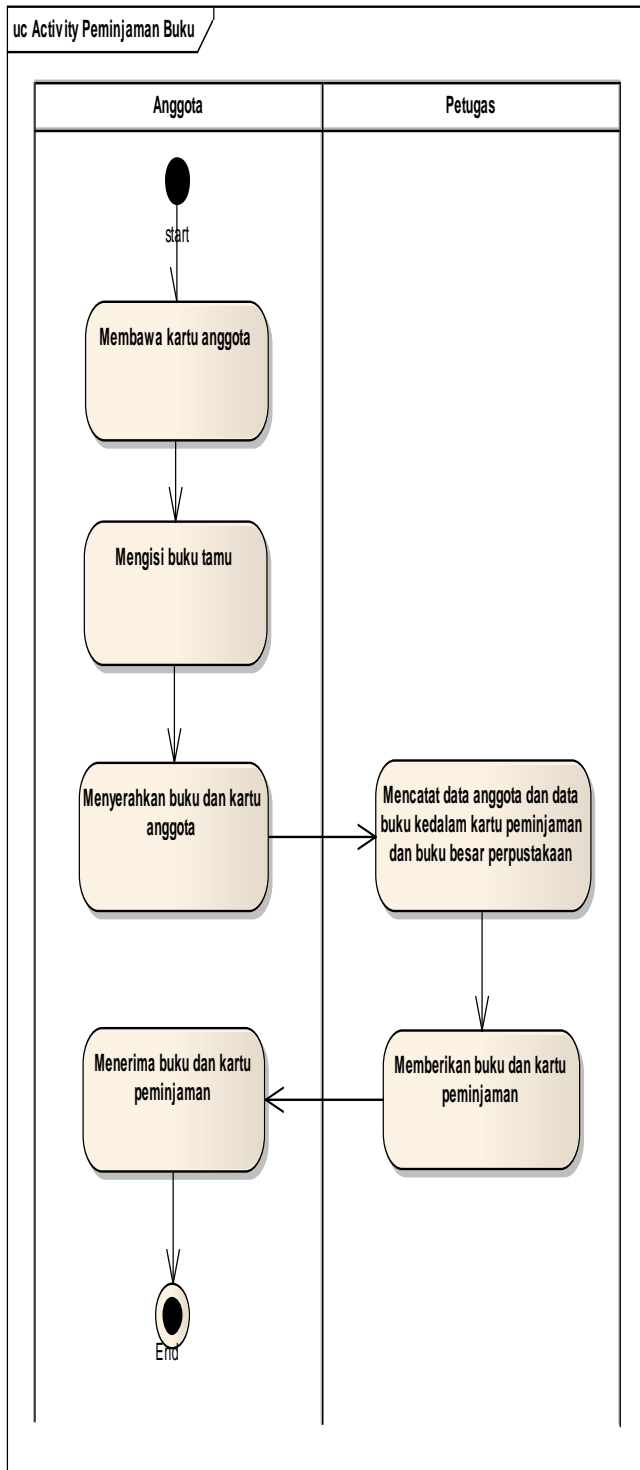 uc Activity Peminjaman Buku
Anggota
Petugas
start
Membawa kartu anggota
Mengisi buku tamu
Menyerahkan buku dan kartu
anggota
Mencatat data anggota dan data
buku kedalam kartu peminjaman
dan buku besar perpustakaan
Memberikan buku dan kartu
peminjaman
Menerima buku dan kartu
peminjaman
End